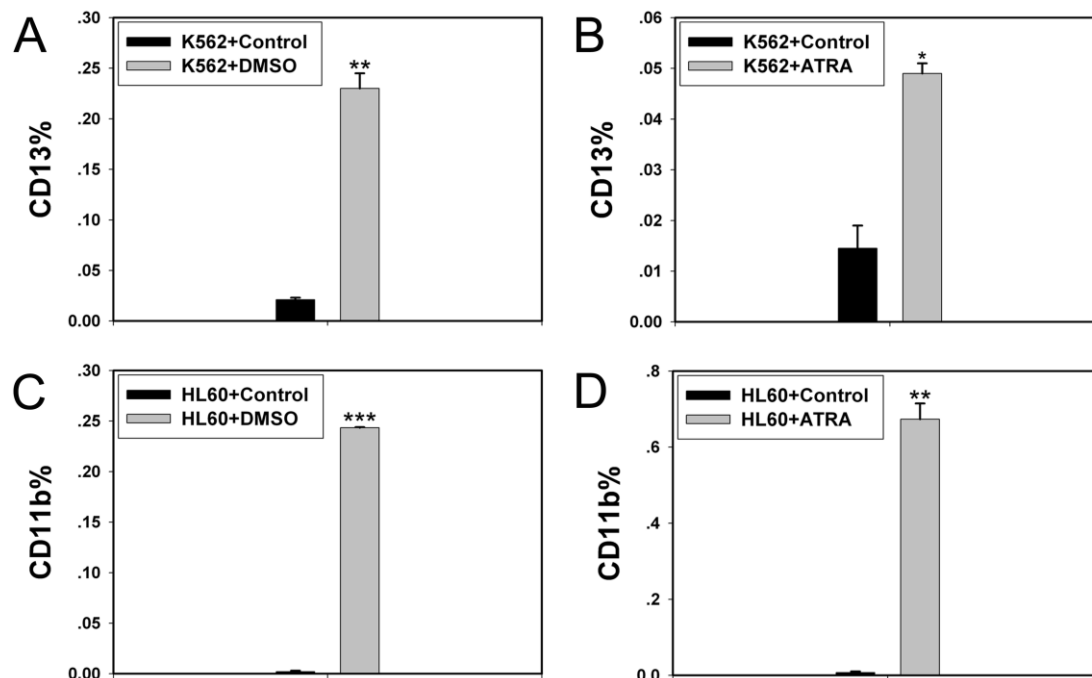 A
CD13%
.30
.25
.20
.15
.10
.05
0.00
K562+Control
K562+DMSO
**
B
CD13%
.06
.05
.04
.03
.02
.01
0.00
K562+Control
K562+ATRA
*
C
CD11b%
.30
.25
.20
.15
.10
.05
0.00
HL60+Control
HL60+DMSO
***
D
CD11b%
.8
.6
.4
.2
0.0
HL60+Control
HL60+ATRA
**